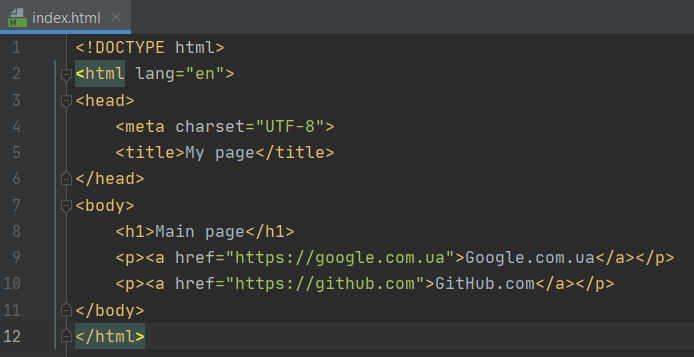 index.html
1 <!DOCTYPE html>
2 <html lang="en">
3 <head>
4     <meta charset="UTF-8">
5     <title>My page</title>
6 </head>
7 <body>
8     <h1>Main page</h1>
9     <p><a href="https://google.com.ua">Google.com.ua</a></p>
10     <p><a href="https://github.com">GitHub.com</a></p>
11 </body>
12 </html>